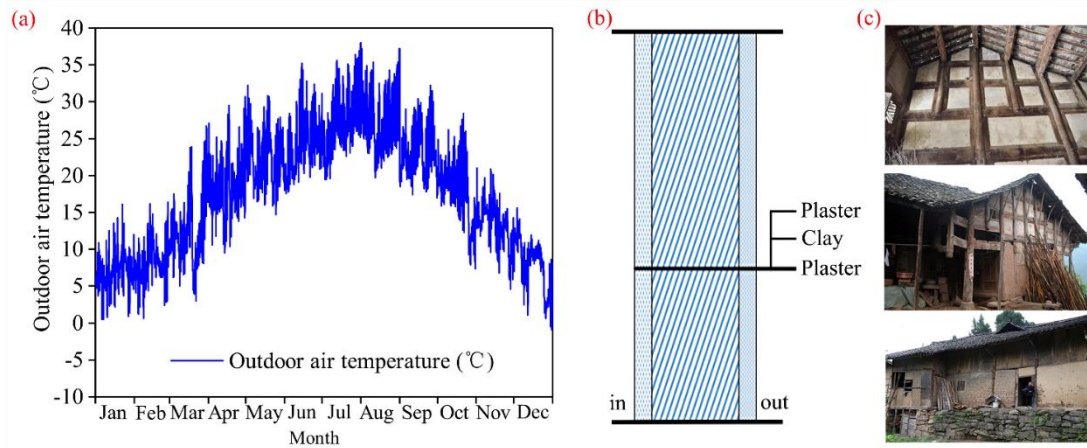 (a)
40
35
30
25
20
15
10
5
0
-5
-10
Outdoor air temperature (℃)
Outdoor air temperature (℃)
Jan Feb Mar Apr May Jun Jul Aug Sep Oct Nov Dec
Month
(b)
Plaster
Clay
Plaster
in out
(c)